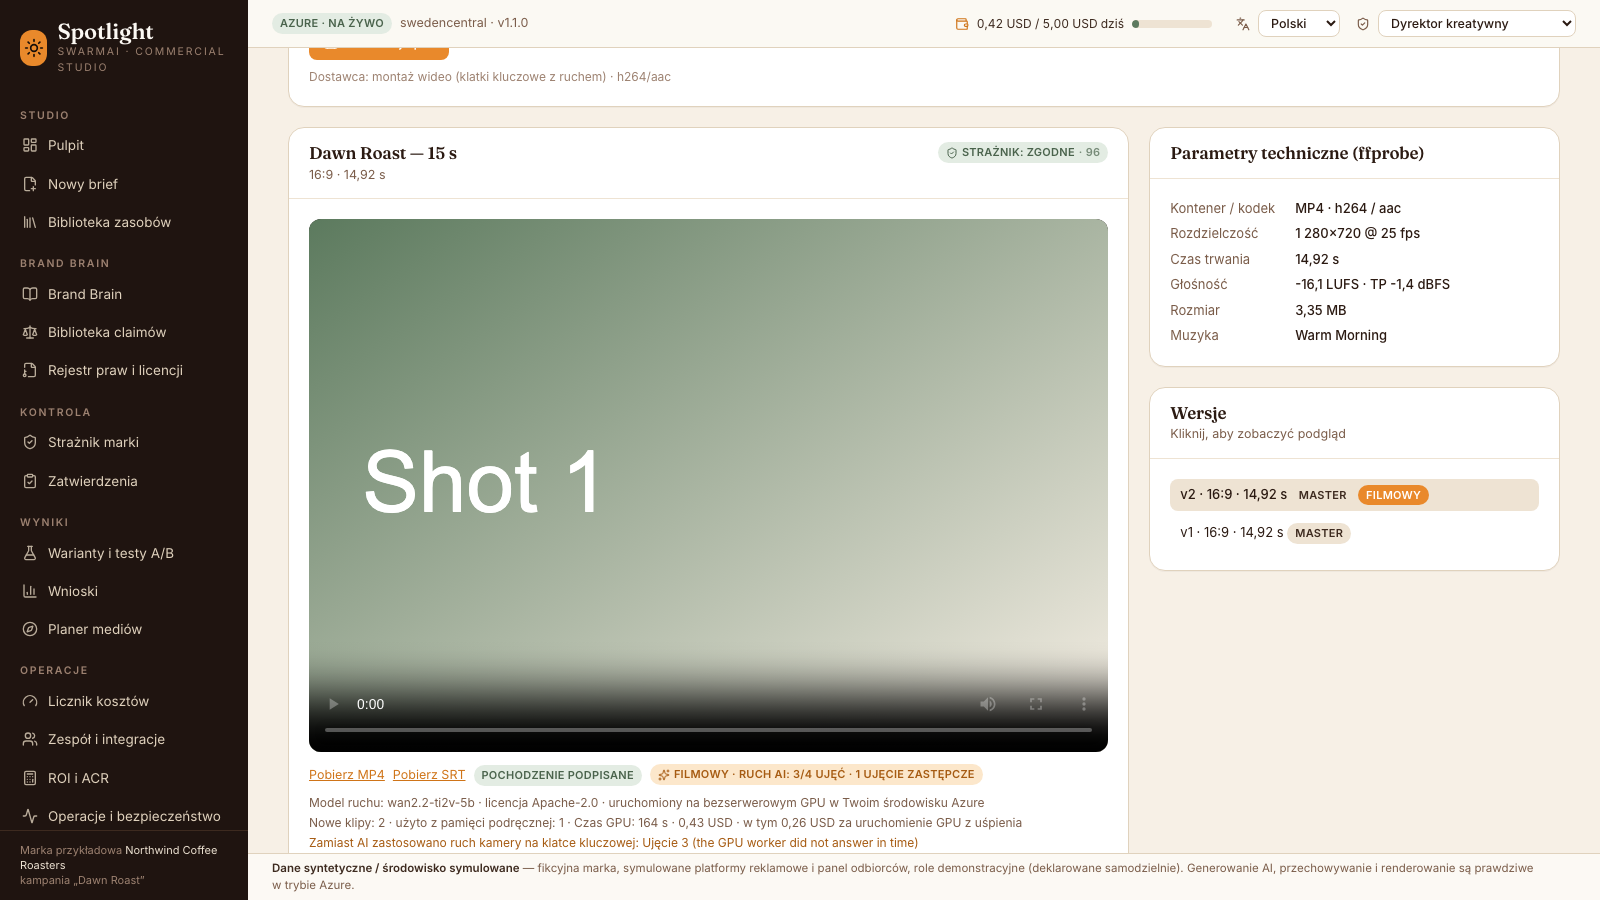 Spotlight
SWARMAI · COMMERCIAL
STUDIO
STUDIO
Pulpit
Nowy brief
Biblioteka zasobów
BRAND BRAIN
Brand Brain
Biblioteka claimów
Rejestr praw i licencji
KONTROLA
Strażnik marki
Zatwierdzenia
WYNIKI
Warianty i testy A/B
Wnioski
Planer mediów
OPERACJE
Licznik kosztów
Zespół i integracje
ROI i ACR
Operacje i bezpieczeństwo
Marka przykładowa Northwind Coffee
Roasters
kampania „Dawn Roast”
AZURE · NA ŻYWO swedencentral · v1.1.0
0,42 USD / 5,00 USD dziś
Polski
Dyrektor kreatywny
Dostawca: montaż wideo (klatki kluczowe z ruchem) · h264/aac
Dawn Roast — 15 s
STRAŻNIK: ZGODNE · 96
16:9 · 14,92 s
Shot 1
0:00
Pobierz MP4 Pobierz SRT POCHODZENIE PODPISANE FILMOWY · RUCH AI: 3/4 UJĘĆ · 1 UJĘCIE ZASTĘPCZE
Model ruchu: wan2.2-ti2v-5b · licencja Apache-2.0 · uruchomiony na bezserwerowym GPU w Twoim środowisku Azure
Nowe klipy: 2 · użyto z pamięci podręcznej: 1 · Czas GPU: 164 s · 0,43 USD · w tym 0,26 USD za uruchomienie GPU z uśpienia
Zamiast AI zastosowano ruch kamery na klatce kluczowej: Ujęcie 3 (the GPU worker did not answer in time)
Parametry techniczne (ffprobe)
Kontener / kodek MP4 · h264 / aac
Rozdzielczość 1 280×720 @ 25 fps
Czas trwania 14,92 s
Głośność -16,1 LUFS · TP -1,4 dBFS
Rozmiar 3,35 MB
Muzyka Warm Morning
Wersje
Kliknij, aby zobaczyć podgląd
v2 · 16:9 · 14,92 s MASTER FILMOWY
v1 · 16:9 · 14,92 s MASTER
Dane syntetyczne / środowisko symulowane — fikcyjna marka, symulowane platformy reklamowe i panel odbiorców, role demonstracyjne (deklarowane samodzielnie). Generowanie AI, przechowywanie i renderowanie są prawdziwe
w trybie Azure.